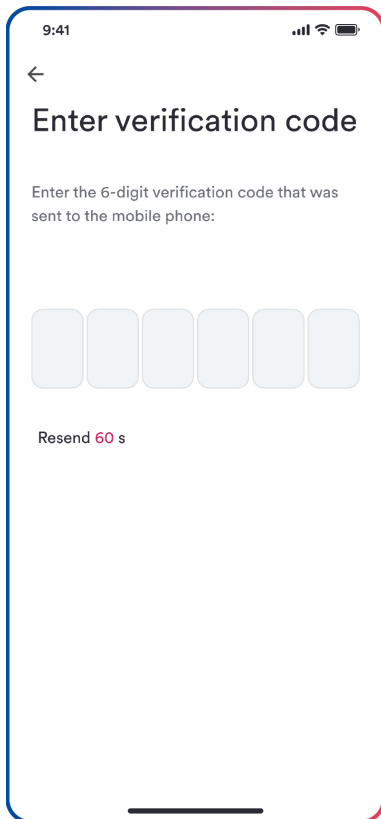 9:41
Enter verification code
Enter the 6-digit verification code that was
sent to the mobile phone:
Resend 60 s